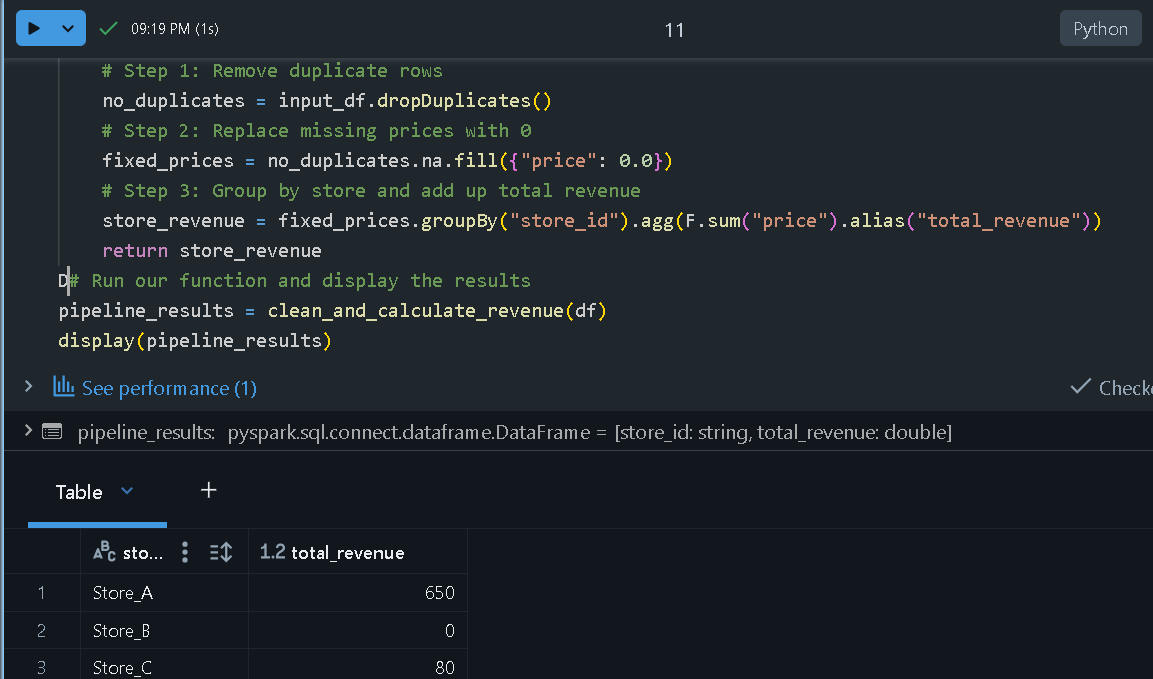 09:19 PM (1s)
11
Python
# Step 1: Remove duplicate rows
no_duplicates = input_df.dropDuplicates()
# Step 2: Replace missing prices with 0
fixed_prices = no_duplicates.na.fill({"price": 0.0})
# Step 3: Group by store and add up total revenue
store_revenue = fixed_prices.groupBy("store_id").agg(F.sum("price").alias("total_revenue"))
return store_revenue
D# Run our function and display the results
pipeline_results = clean_and_calculate_revenue(df)
display(pipeline_results)
See performance (1)
Checke
pipeline_results: pyspark.sql.connect.dataframe.DataFrame = [store_id: string, total_revenue: double]
Table +
ABC sto... 1.2 total_revenue
1 Store_A 650
2 Store_B 0
3 Store_C 80